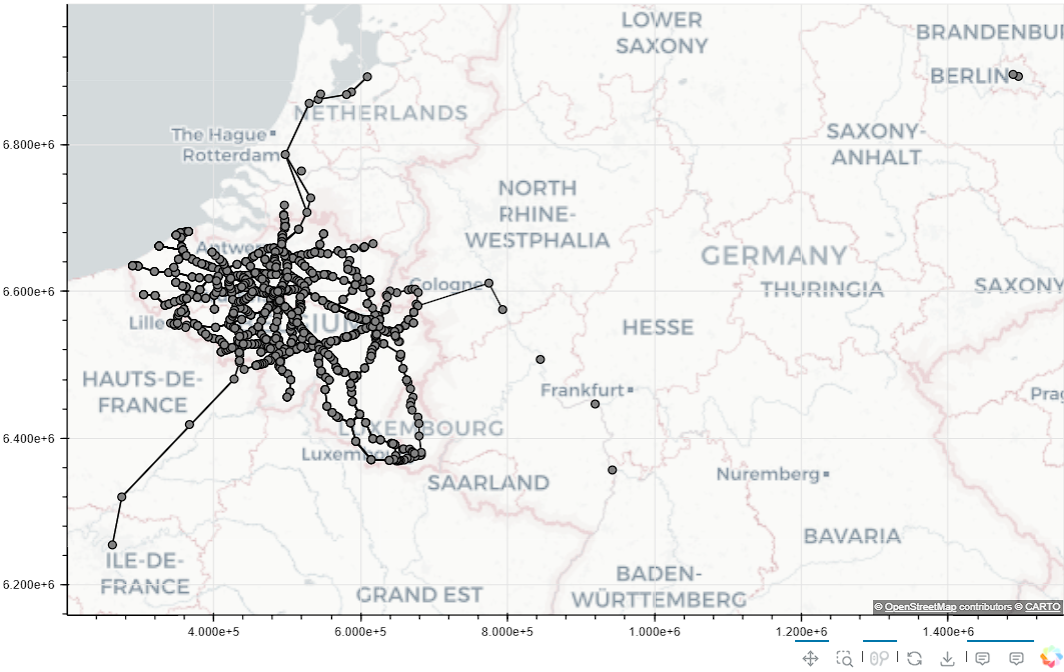 LOWER
SAXONY
BRANDENBU
BERLIN
NETHERLANDS
The Hague
Rotterdam
SAXONY-
ANHALT
6.800e+6
NORTH
RHINE-
WESTPHALIA
Antwer
GERMANY
Cologne
THURINGIA
SAXONY
6.600e+6
Lille
HESSE
HAUTS-DE-
FRANCE
Frankfurt
Prag
LUXEMBOURG
6.400e+6
Luxembou
SAARLAND
Nuremberg
BAVARIA
ILE-DE-
FRANCE
6.200e+6
GRAND EST
BADEN-
WÜRTTEMBERG
© OpenStreetMap contributors © CARTO
4.000e+5
6.000e+5
8.000e+5
1.000e+6
1.200e+6
1.400e+6